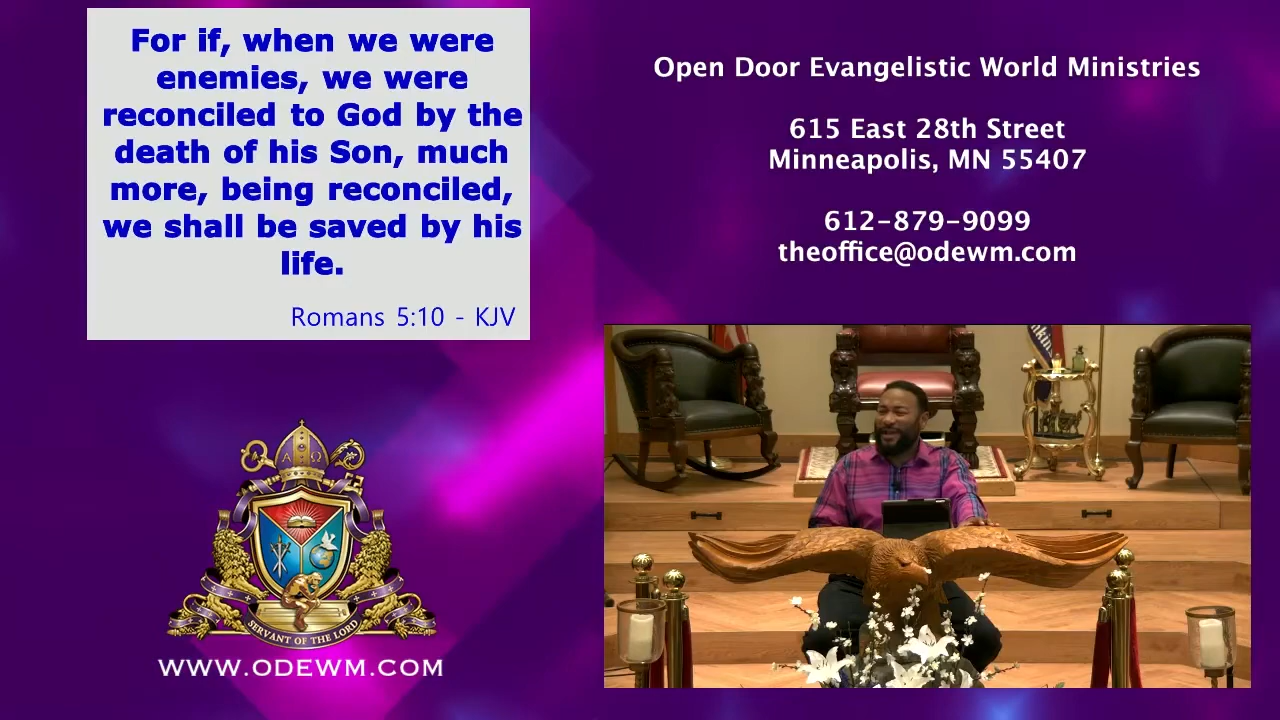 For if, when we were
enemies, we were
reconciled to God by the
death of his Son, much
more, being reconciled,
we shall be saved by his
life.
Romans 5:10 - KJV
Open Door Evangelistic World Ministries
615 East 28th Street
Minneapolis, MN 55407
612-879-9099
theoffice@odewm.com
Α Ω
SERVANT OF THE LORD
WWW.ODEWM.COM